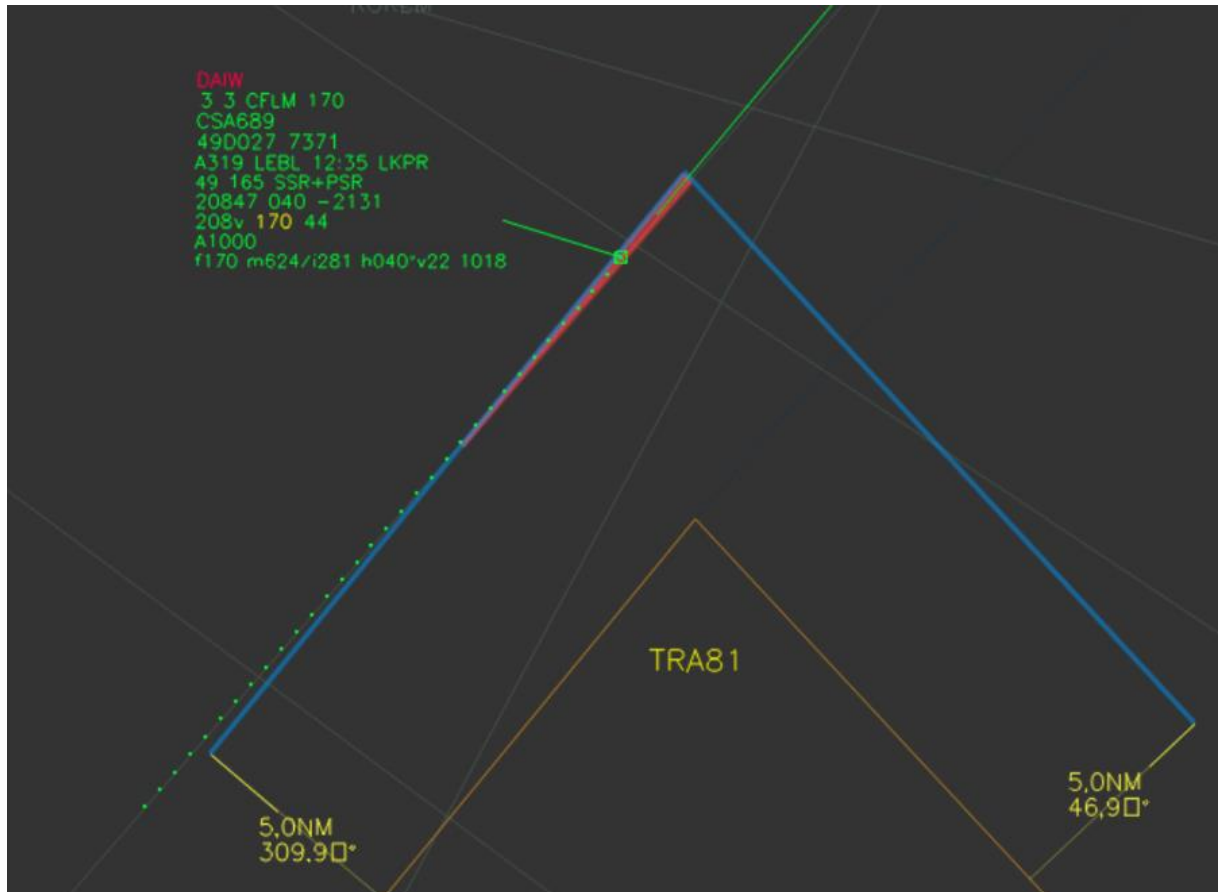 KOREM
DAIW
3 3 CFLM 170
CSA689
49D027 7371
A319 LEBL 12:35 LKPR
49 165 SSR+PSR
20847 040 -2131
208v 170 44
A1000
f170 m624/i281 h040°v22 1018
TRA81
5,0NM
46,9□°
5,0NM
309.9□°